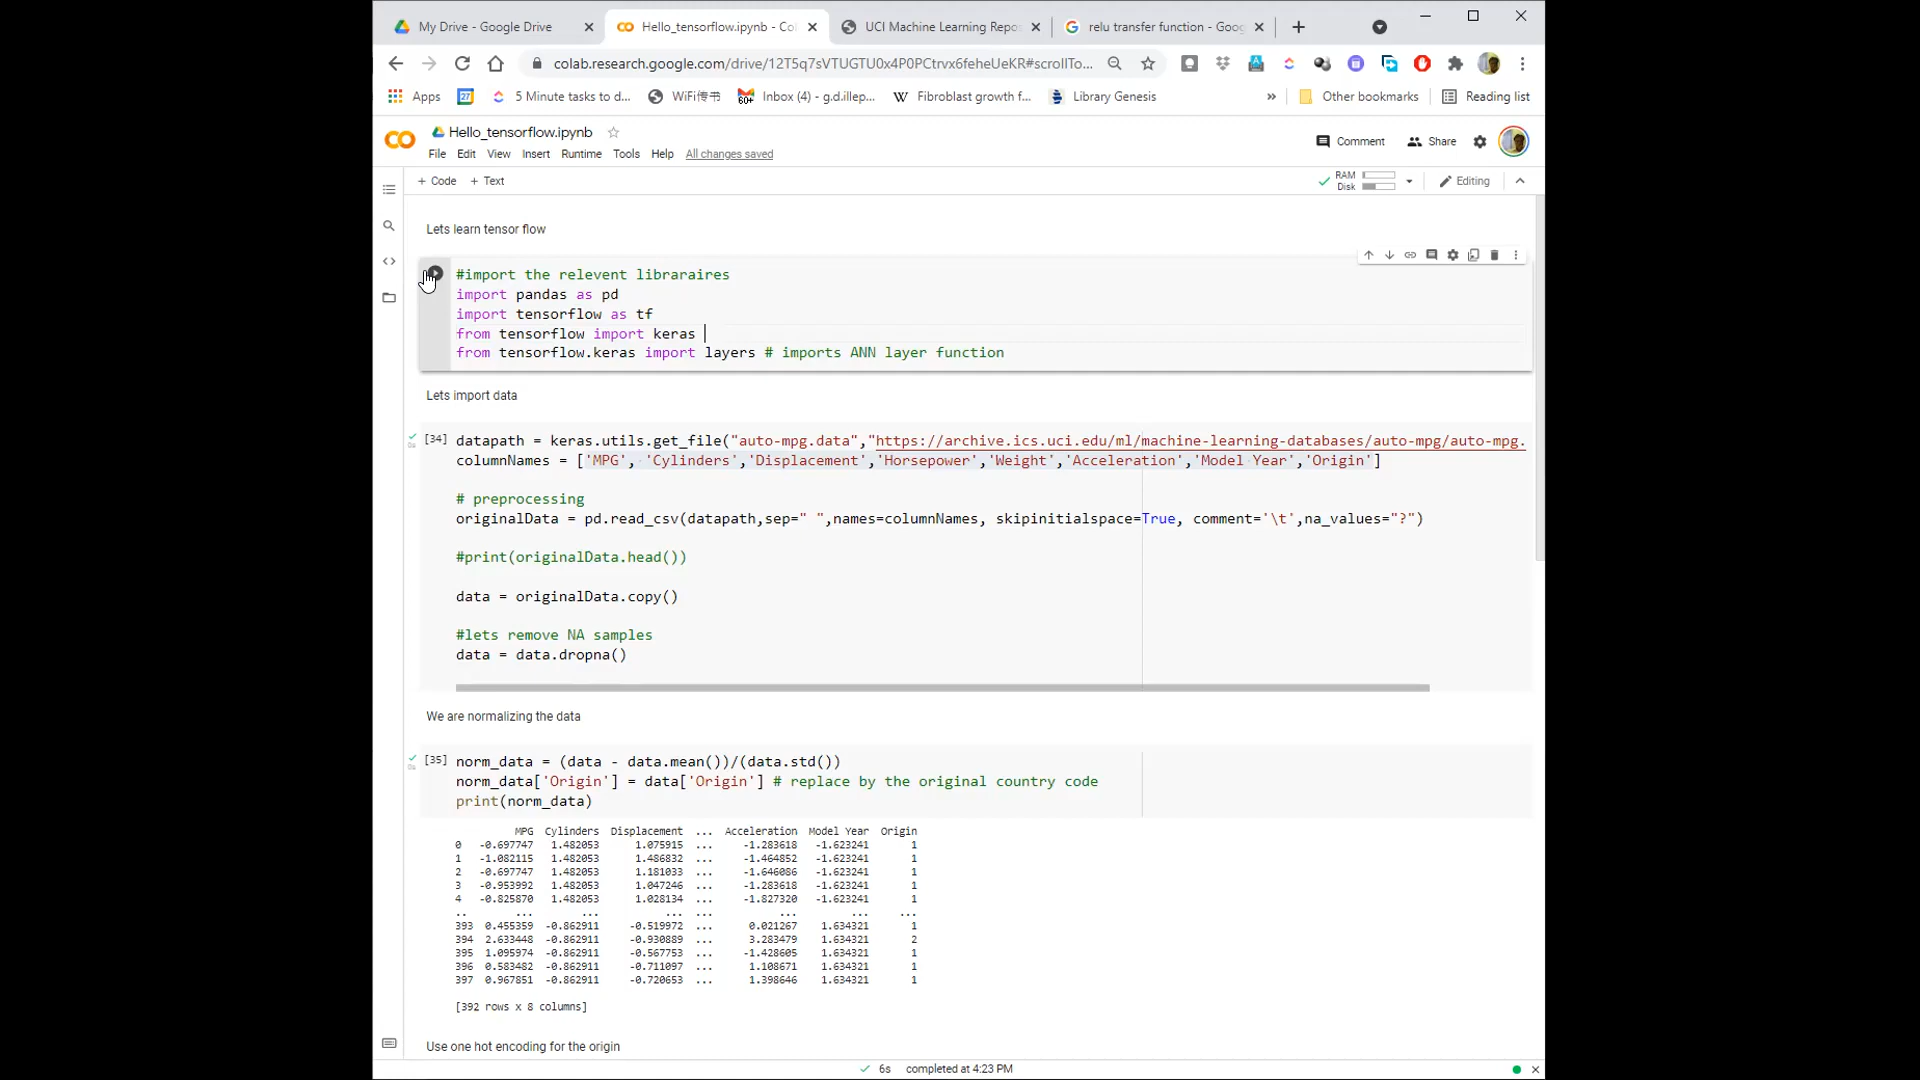 My Drive - Google Drive
Hello_tensorflow.ipynb - Co
UCI Machine Learning Repos
relu transfer function - Goog
colab.research.google.com/drive/12T5q7sVTUGTU0x4P0PCtrvx6feheUeKR#scrollTo...
Apps
27
5 Minute tasks to d...
WiFi传书
60+
Inbox (4) - g.d.illep...
W
Fibroblast growth f...
Library Genesis
»
Other bookmarks
Reading list
CO
Hello_tensorflow.ipynb
File Edit View Insert Runtime Tools Help All changes saved
Comment
Share
+ Code + Text
RAM
Disk
Editing
Lets learn tensor flow
#import the relevent libraraires
import pandas as pd
import tensorflow as tf
from tensorflow import keras
from tensorflow.keras import layers # imports ANN layer function
Lets import data
[34] datapath = keras.utils.get_file("auto-mpg.data","https://archive.ics.uci.edu/ml/machine-learning-databases/auto-mpg/auto-mpg.
columnNames = ['MPG', 'Cylinders','Displacement','Horsepower','Weight','Acceleration','Model Year','Origin']
# preprocessing
originalData = pd.read_csv(datapath,sep=" ",names=columnNames, skipinitialspace=True, comment='\t',na_values="?")
#print(originalData.head())
data = originalData.copy()
#lets remove NA samples
data = data.dropna()
We are normalizing the data
[35] norm_data = (data - data.mean())/(data.std())
norm_data['Origin'] = data['Origin'] # replace by the original country code
print(norm_data)
MPG Cylinders Displacement ... Acceleration Model Year Origin
0 -0.697747 1.482053 1.075915 ... -1.283618 -1.623241 1
1 -1.082115 1.482053 1.486832 ... -1.464852 -1.623241 1
2 -0.697747 1.482053 1.181033 ... -1.646086 -1.623241 1
3 -0.953992 1.482053 1.047246 ... -1.283618 -1.623241 1
4 -0.825870 1.482053 1.028134 ... -1.827320 -1.623241 1
.. ... ... ... ... ... ... ...
393 0.455359 -0.862911 -0.519972 ... 0.021267 1.634321 1
394 2.633448 -0.862911 -0.930889 ... 3.283479 1.634321 2
395 1.095974 -0.862911 -0.567753 ... -1.428605 1.634321 1
396 0.583482 -0.862911 -0.711097 ... 1.108671 1.634321 1
397 0.967851 -0.862911 -0.720653 ... 1.398646 1.634321 1
[392 rows x 8 columns]
Use one hot encoding for the origin
6s completed at 4:23 PM